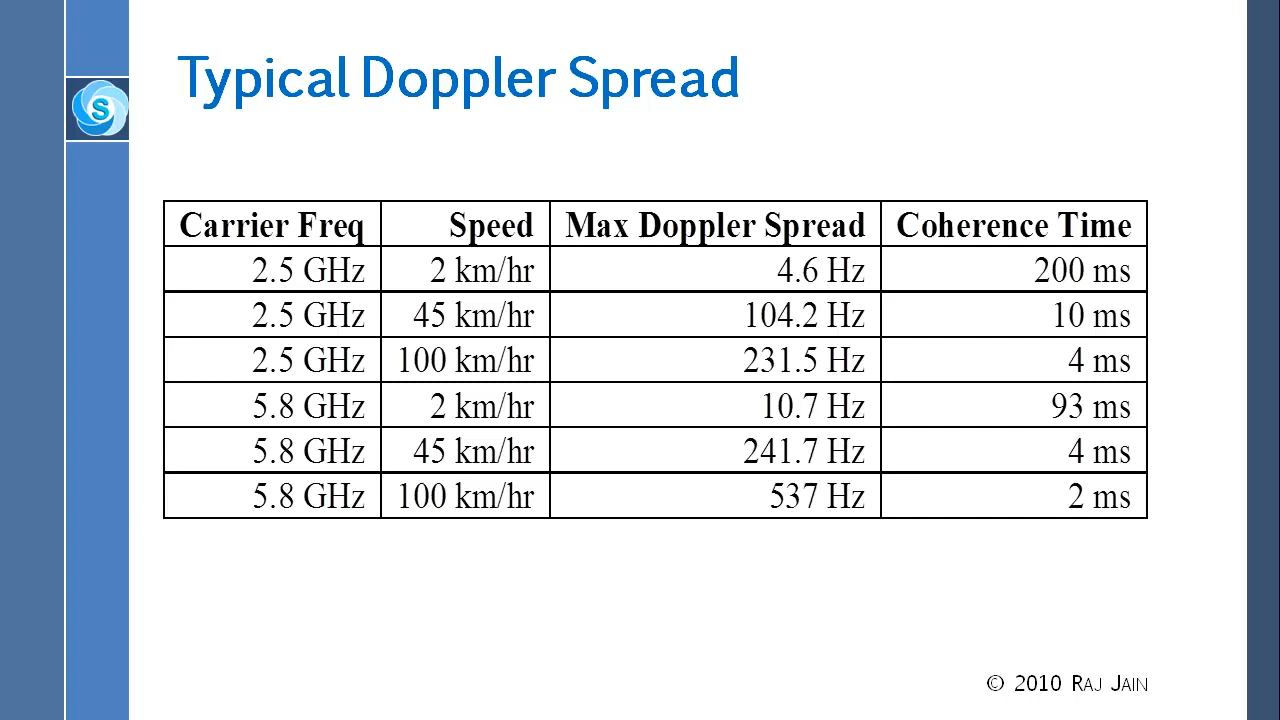 Typical Doppler Spread
S
Carrier Freq Speed Max Doppler Spread Coherence Time
2.5 GHz 2 km/hr 4.6 Hz 200 ms
2.5 GHz 45 km/hr 104.2 Hz 10 ms
2.5 GHz 100 km/hr 231.5 Hz 4 ms
5.8 GHz 2 km/hr 10.7 Hz 93 ms
5.8 GHz 45 km/hr 241.7 Hz 4 ms
5.8 GHz 100 km/hr 537 Hz 2 ms
© 2010 RAJ JAIN